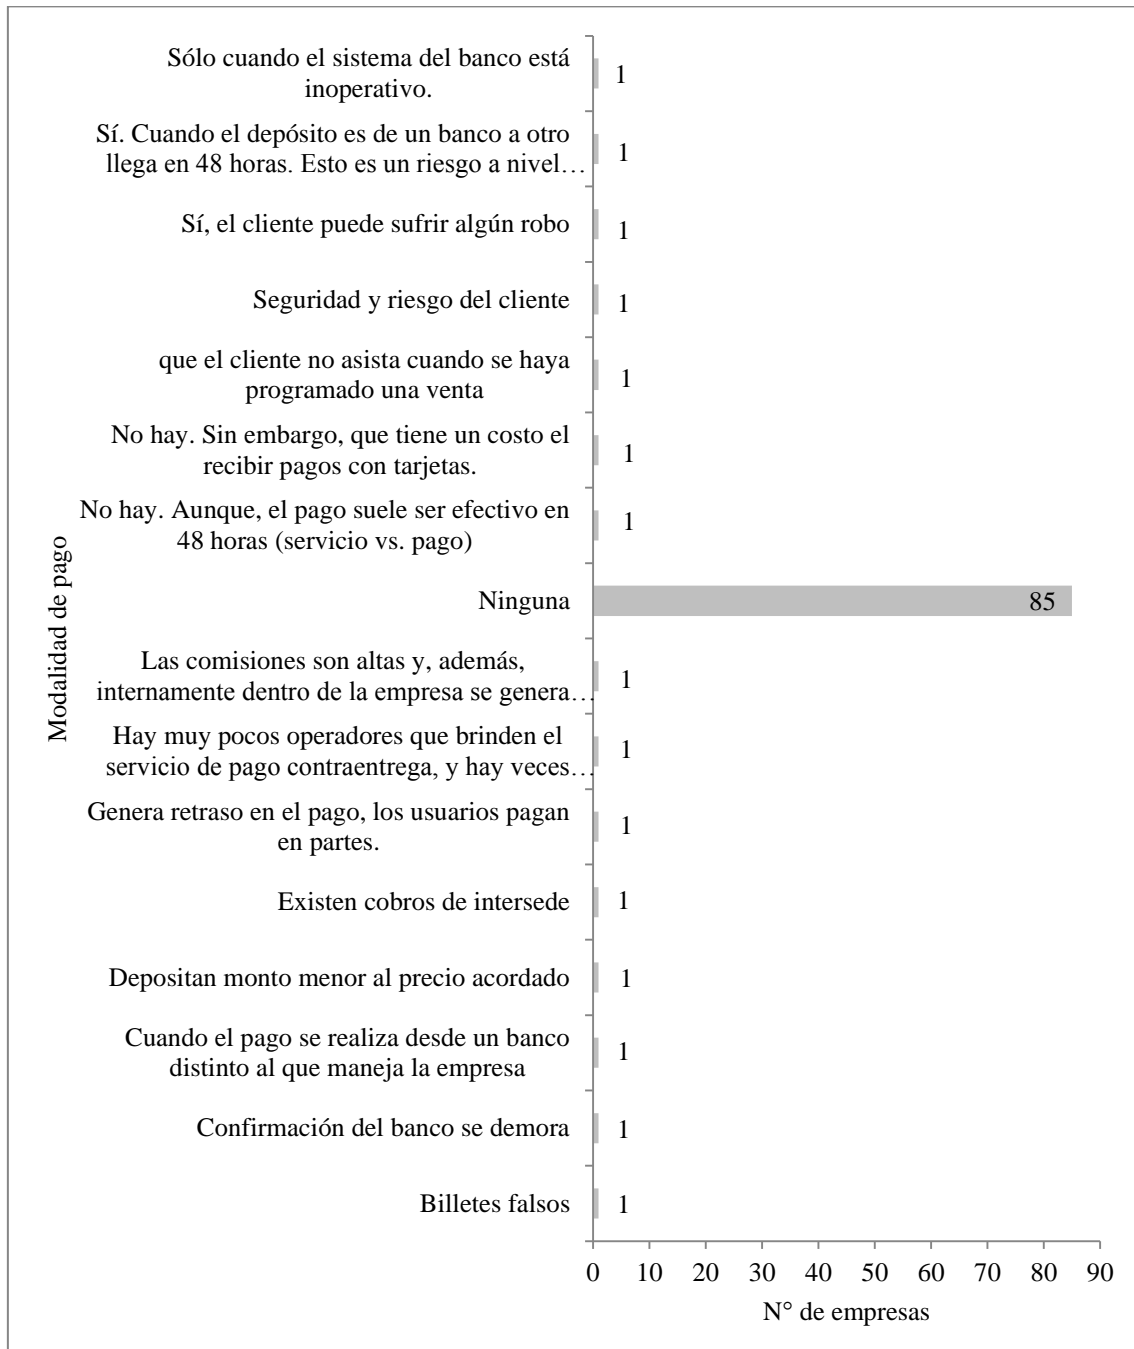 Sólo cuando el sistema del banco está
inoperativo.
1
Sí. Cuando el depósito es de un banco a otro
llega en 48 horas. Esto es un riesgo a nivel…
1
Sí, el cliente puede sufrir algún robo
1
Seguridad y riesgo del cliente
1
que el cliente no asista cuando se haya
programado una venta
1
No hay. Sin embargo, que tiene un costo el
recibir pagos con tarjetas.
1
No hay. Aunque, el pago suele ser efectivo en
48 horas (servicio vs. pago)
1
Ninguna
85
Las comisiones son altas y, además,
internamente dentro de la empresa se genera…
1
Hay muy pocos operadores que brinden el
servicio de pago contraentrega, y hay veces…
1
Genera retraso en el pago, los usuarios pagan
en partes.
1
Existen cobros de intersede
1
Depositan monto menor al precio acordado
1
Cuando el pago se realiza desde un banco
distinto al que maneja la empresa
1
Confirmación del banco se demora
1
Billetes falsos
1
Modalidad de pago
0 10 20 30 40 50 60 70 80 90
N° de empresas